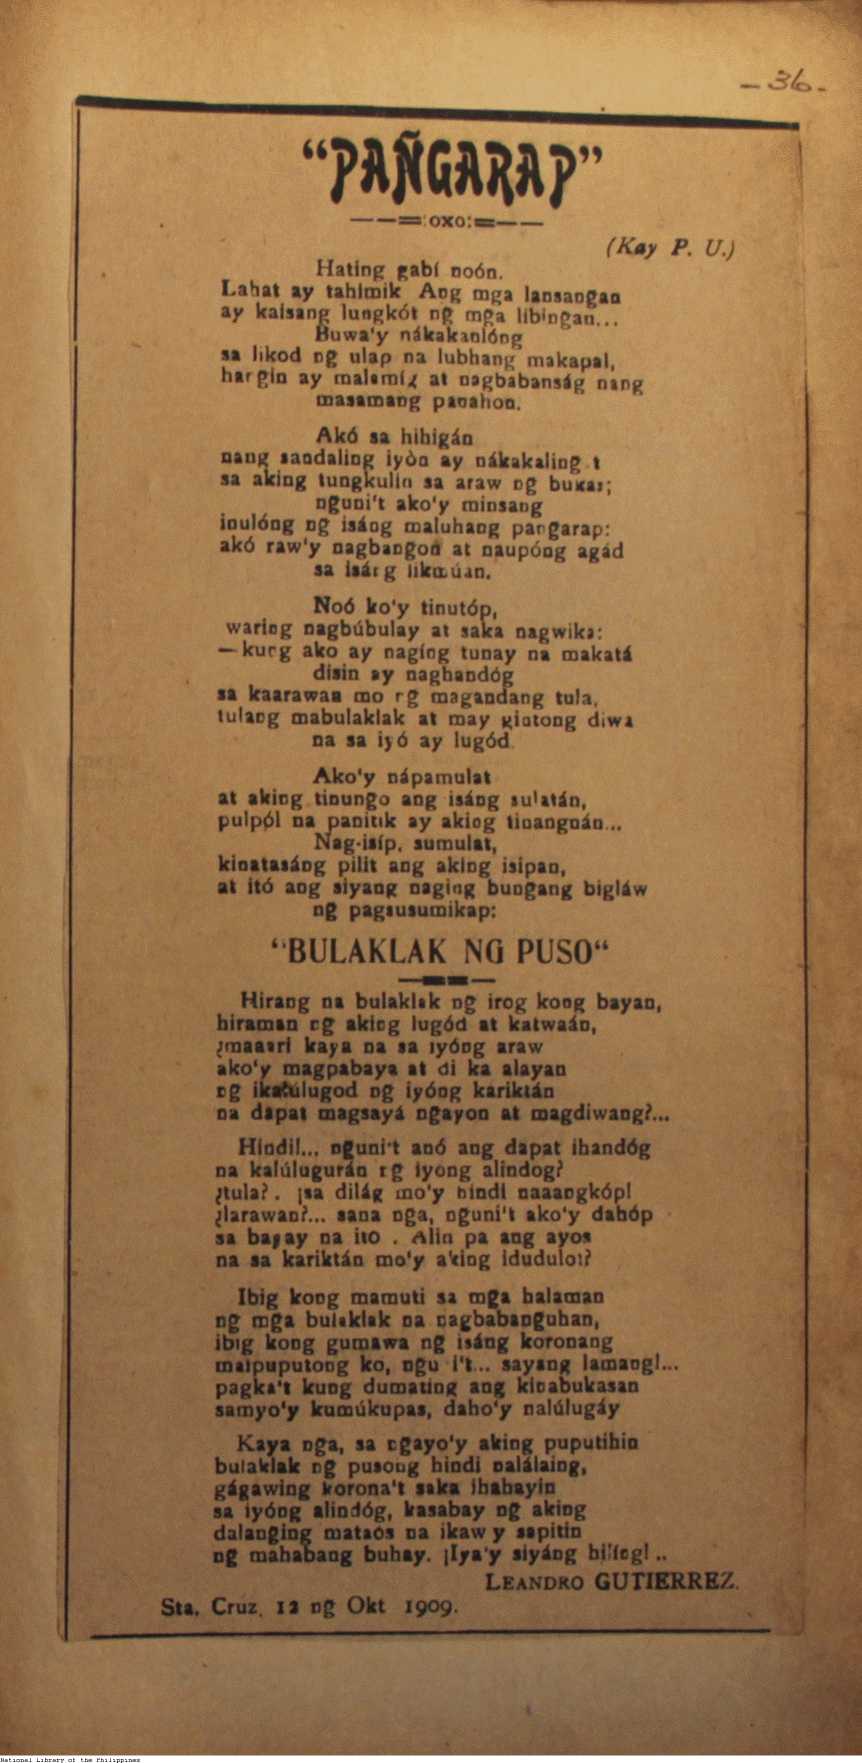 - 36 -
“PAÑGARAP”
(Kay P. U.)
Hating gabí noón.
Lahat ay tahimik Ang mga lansangan
ay kaisang lungkót ng mga libingan...
Buwa'y nákakanlóng
sa likod ng ulap na lubhang makapal,
hangin ay malamig at nagbabanság nang
masamang panahon.
Akó sa hihigán
nang sandaling iyòn ay nákakaling t
sa aking tungkulin sa araw ng bukas;
nguni't ako'y minsang
inulóng ng isáng maluhang pangarap:
akó raw'y nagbangon at naupóng agád
sa isáng likmúan.
Noó ko'y tinutóp,
waring nagbúbulay at saka nagwika:
— kung ako ay nagíng tunay na makatá
disin ay naghandóg
sa kaarawan mo ng magandang tula,
tulang mabulaklak at may gintong diwa
na sa iyó ay lugód.
Ako'y nápamulat
at aking tinungo ang isáng sulatán,
pulpól na panitik ay aking tinangnán...
Nag-isíp, sumulat,
kinatasáng pilit ang aking isipan,
at itó ang siyang naging bungang bigláw
ng pagsusumikap:
“BULAKLAK NG PUSO“
Hirang na bulaklak ng irog kong bayan,
hiraman ng aking lugód at katwaán,
¿maaari kaya na sa iyóng araw
ako'y magpabaya at di ka alayan
ng ikatúlugod ng iyóng kariktán
na dapat magsayá ngayon at magdiwang?...
Hindi!... nguni't anó ang dapat ihandóg
na kalúlugurán ng iyong alindog?
¿tula?. ¡sa dilág mo'y hindi naaangkóp!
¿larawan?... sana nga, nguni't ako'y dahóp
sa bagay na ito . Alin pa ang ayos
na sa kariktán mo'y aking idudulot?
Ibig kong mamuti sa mga halaman
ng mga bulaklak na nagbabanguhan,
ibig kong gumawa ng isáng koronang
maipuputong ko, ngu i't... sayang lamang!...
pagka't kung dumating ang kinabukasan
samyo'y kumúkupas, daho'y nalúlugáy
Kaya nga, sa ngayo'y aking puputihin
bulaklak ng pusong hindi nalálaing,
gágawing korona't saka ihahayin
sa iyóng alindóg, kasabay ng aking
dalanging mataós na ikaw y sapitin
ng mahabang buhay. ¡Iya'y siyáng hilíng! ..
LEANDRO GUTIERREZ.
Sta. Cruz, 12 ng Okt 1909.
National Library of the Philippines